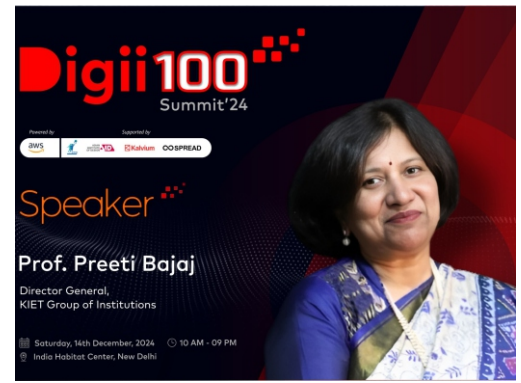 Digii100
Summit'24
Powered by
Supported by
aws
Kalvium
SPREAD
Speaker
Prof. Preeti Bajaj
Director General,
KIET Group of Institutions
Saturday, 14th December, 2024
10 AM - 09 PM
India Habitat Center, New Delhi